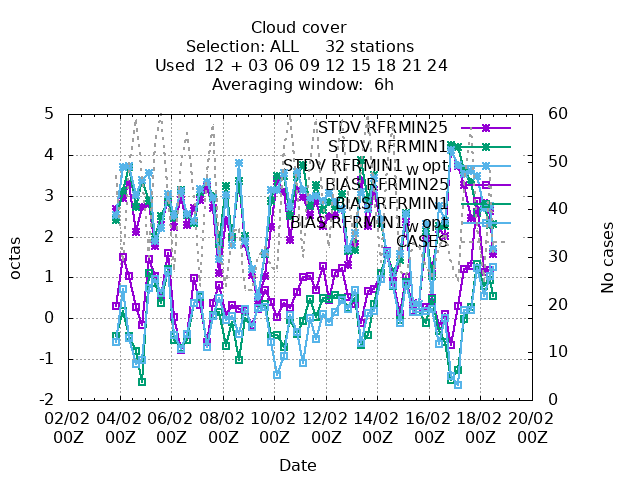 Cloud cover
Selection: ALL 32 stations
Used 12 + 03 06 09 12 15 18 21 24
Averaging window: 6h
STDV RFRMIN25
STDV RFRMIN1
STDV RFRMIN1_w opt
BIAS RFRMIN25
BIAS RFRMIN1
BIAS RFRMIN1_w opt
CASES
octas
5
4
3
2
1
0
-1
-2
No cases
60
50
40
30
20
10
0
02/02 04/02 06/02 08/02 10/02 12/02 14/02 16/02 18/02 20/02
00Z 00Z 00Z 00Z 00Z 00Z 00Z 00Z 00Z 00Z
Date